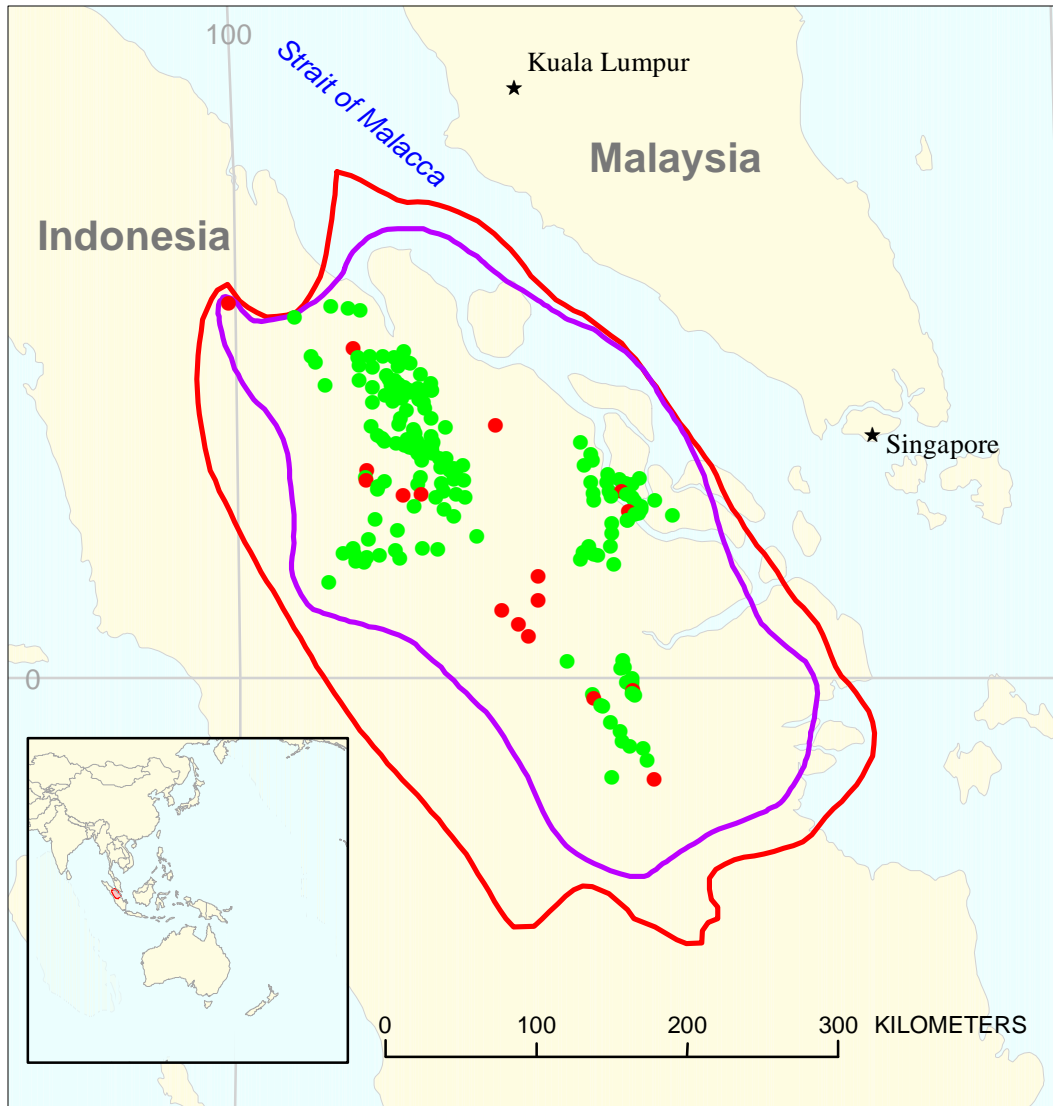 100
Strait of Malacca
Kuala Lumpur
Malaysia
Indonesia
Singapore
0
0 100 200 300 KILOMETERS